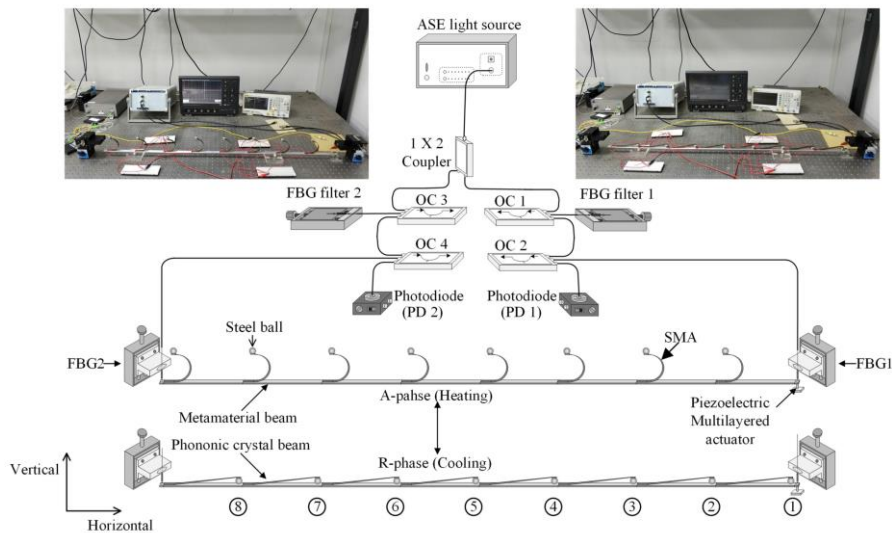 ASE light source
1 X 2
Coupler
FBG filter 2
OC 3
OC 1
FBG filter 1
OC 4
OC 2
Photodiode
(PD 2)
Photodiode
(PD 1)
Steel ball
SMA
FBG2
FBG1
Metamaterial beam
A-pahse (Heating)
Piezoelectric
Multilayered
actuator
Phononic crystal beam
R-phase (Cooling)
Vertical
Horizontal
8 7 6 5 4 3 2 1